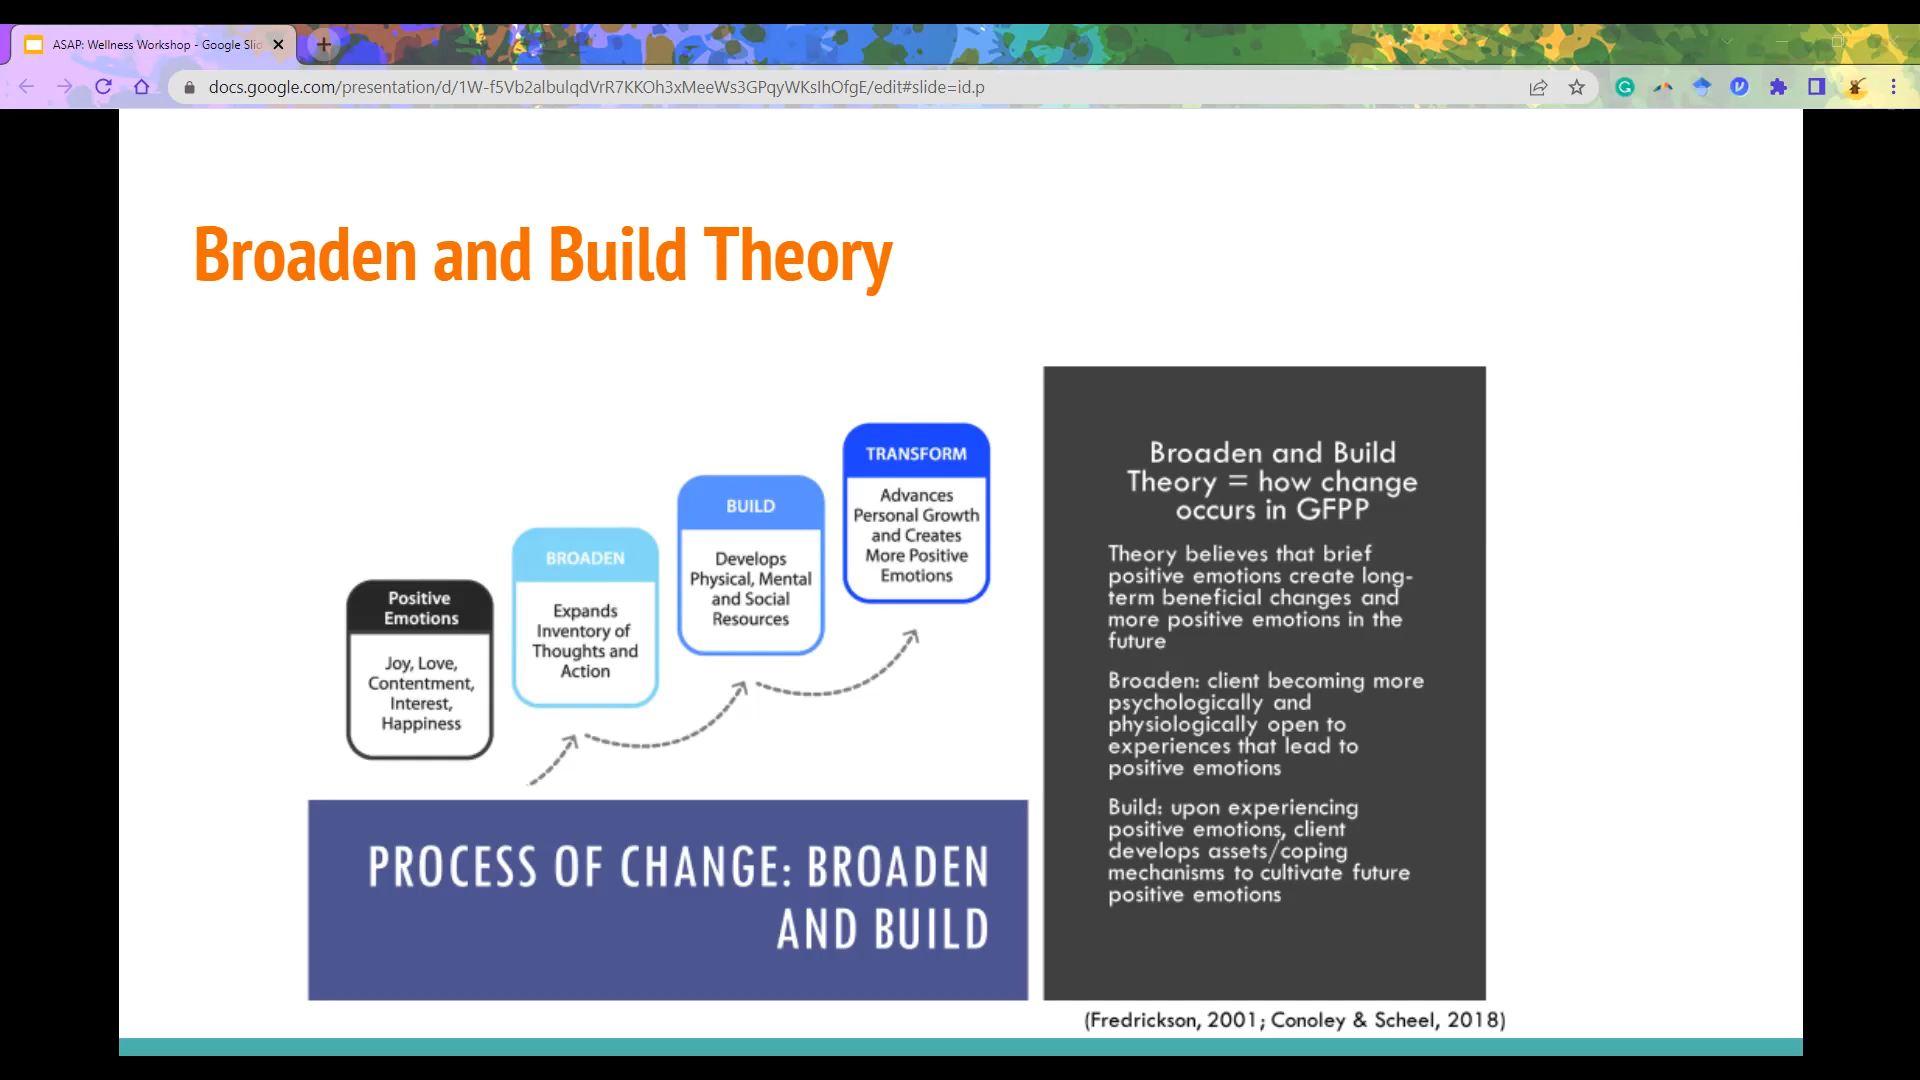 ASAP: Wellness Workshop - Google Slid
docs.google.com/presentation/d/1W-f5Vb2albulqdVrR7KKOh3xMeeWs3GPqyWKsIhOfgE/edit#slide=id.p
Broaden and Build Theory
Positive
Emotions
Joy, Love,
Contentment,
Interest,
Happiness
BROADEN
Expands
Inventory of
Thoughts and
Action
BUILD
Develops
Physical, Mental
and Social
Resources
TRANSFORM
Advances
Personal Growth
and Creates
More Positive
Emotions
PROCESS OF CHANGE: BROADEN
AND BUILD
Broaden and Build
Theory = how change
occurs in GFPP
Theory believes that brief
positive emotions create long-
term beneficial changes and
more positive emotions in the
future
Broaden: client becoming more
psychologically and
physiologically open to
experiences that lead to
positive emotions
Build: upon experiencing
positive emotions, client
develops assets/coping
mechanisms to cultivate future
positive emotions
(Fredrickson, 2001; Conoley & Scheel, 2018)